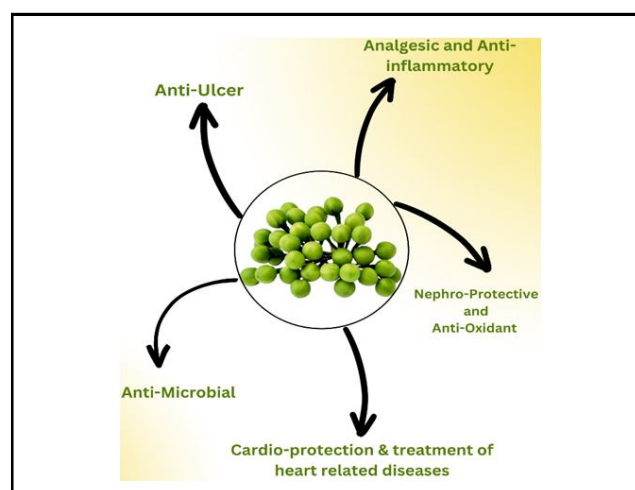 Analgesic and Anti-
inflammatory
Anti-Ulcer
Nephro-Protective
and
Anti-Oxidant
Anti-Microbial
Cardio-protection & treatment of
heart related diseases